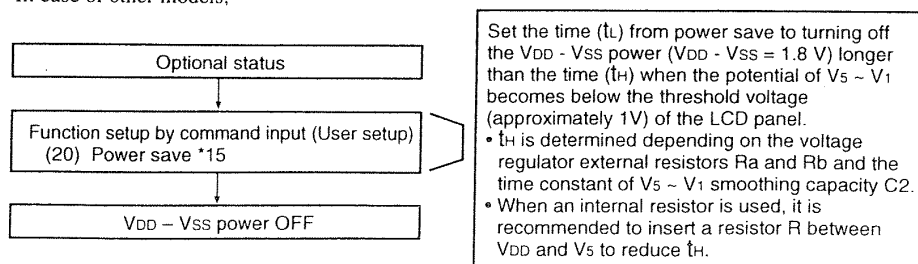 In case of other models,
Optional status
Function setup by command input (User setup)
(20) Power save *15
VDD – VSS power OFF
Set the time (tL) from power save to turning off
the VDD - VSS power (VDD - VSS = 1.8 V) longer
than the time (tH) when the potential of V5 ~ V1
becomes below the threshold voltage
(approximately 1V) of the LCD panel.
• tH is determined depending on the voltage
regulator external resistors Ra and Rb and the
time constant of V5 ~ V1 smoothing capacity C2.
• When an internal resistor is used, it is
recommended to insert a resistor R between
VDD and V5 to reduce tH.